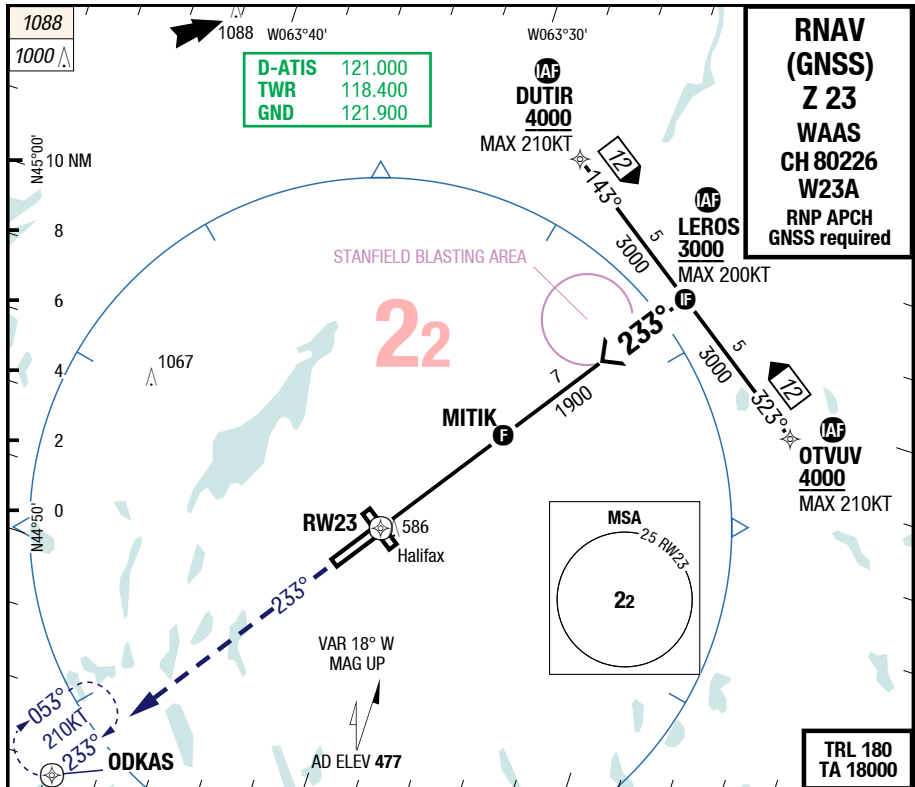 1088
1000
1088
W063°40'
W063°30'
RNAV
(GNSS)
Z 23
WAAS
CH 80226
W23A
RNP APCH
GNSS required
D-ATIS 121.000
TWR 118.400
GND 121.900
IAF
DUTIR
4000
MAX 210KT
12
143°
5
3000
IAF
LEROS
3000
MAX 200KT
IF
N45°00'
10 NM
8
6
4
2
0
N44°50'
STANFIELD BLASTING AREA
22
233°
7
1900
5
3000
12
323°
IAF
OTVUV
4000
MAX 210KT
1067
MITIK
F
RW23
586
Halifax
MSA
25 RW23
22
233°
VAR 18° W
MAG UP
AD ELEV 477
053°
210KT
233°
ODKAS
TRL 180
TA 18000